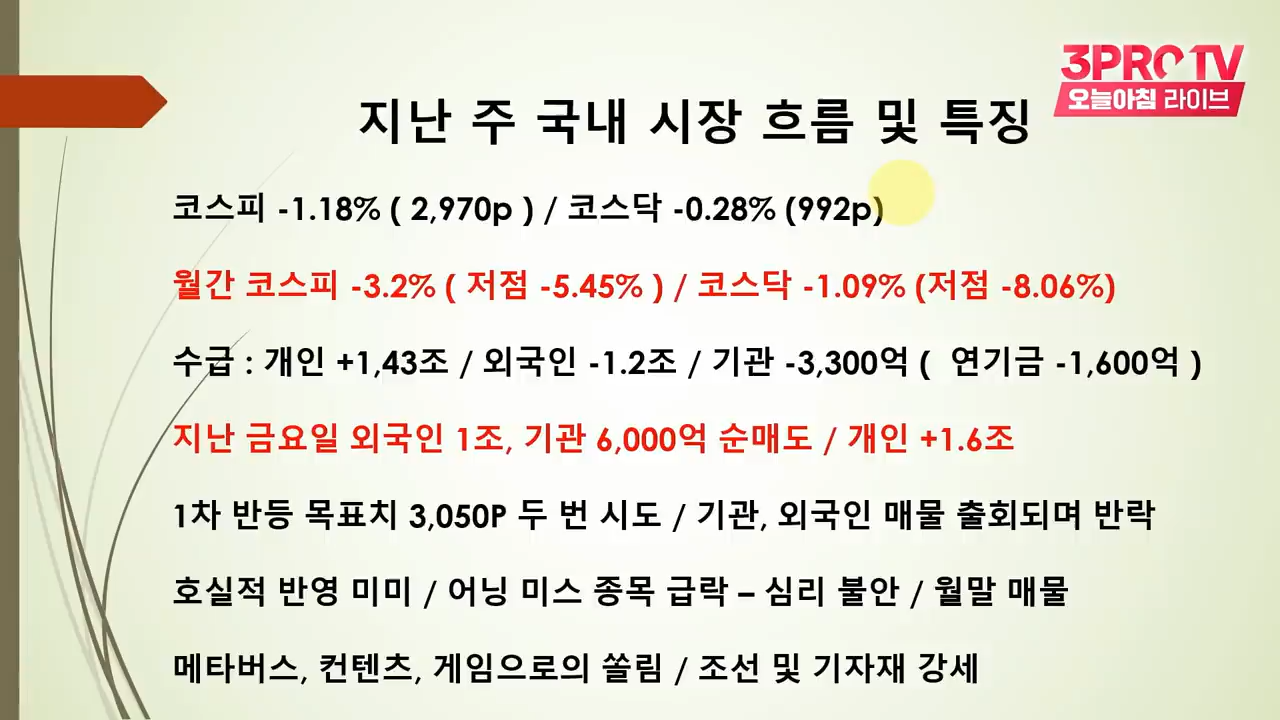 3PRO TV
오늘아침 라이브
지난 주 국내 시장 흐름 및 특징
코스피 -1.18% ( 2,970p ) / 코스닥 -0.28% (992p)
월간 코스피 -3.2% ( 저점 -5.45% ) / 코스닥 -1.09% (저점 -8.06%)
수급 : 개인 +1,43조 / 외국인 -1.2조 / 기관 -3,300억 ( 연기금 -1,600억 )
지난 금요일 외국인 1조, 기관 6,000억 순매도 / 개인 +1.6조
1차 반등 목표치 3,050P 두 번 시도 / 기관, 외국인 매물 출회되며 반락
호실적 반영 미미 / 어닝 미스 종목 급락 – 심리 불안 / 월말 매물
메타버스, 컨텐츠, 게임으로의 쏠림 / 조선 및 기자재 강세